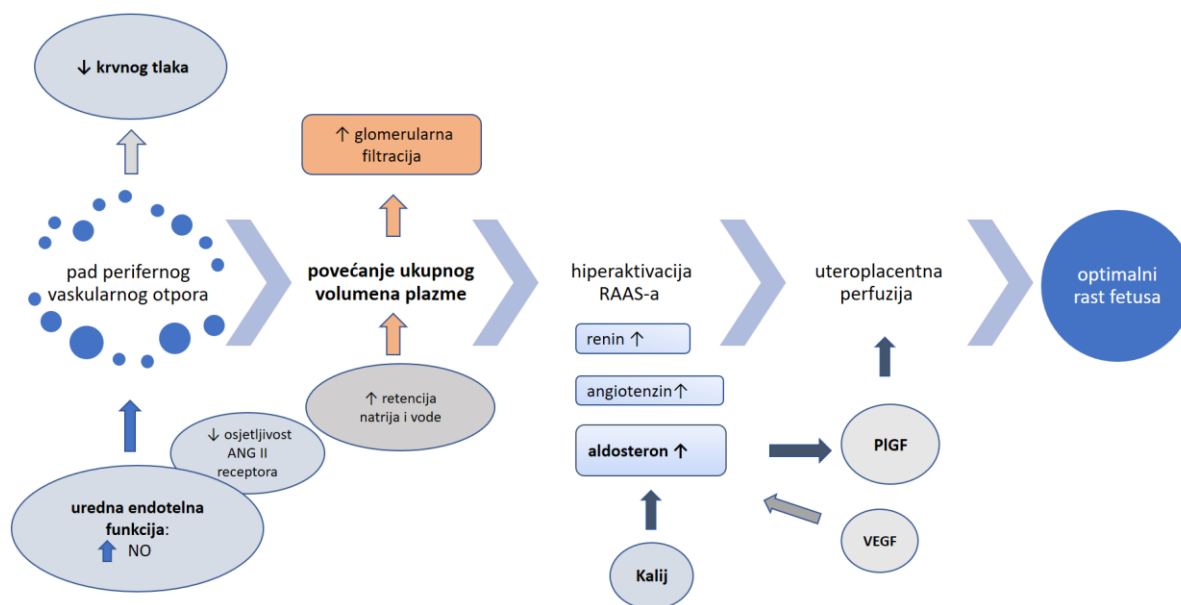 ↓ krvnog tlaka
↑ glomerularna
filtracija
pad perifernog
vaskularnog otpora
povećanje ukupnog
volumena plazme
hiperaktivacija
RAAS-a
uteroplacentna
perfuzija
optimalni
rast fetusa
renin ↑
angiotenzin ↑
aldosteron ↑
↑ retencija
natrija i vode
↓ osjetljivost
ANG II
receptora
uredna endotelna
funkcija:
NO
PlGF
VEGF
Kalij